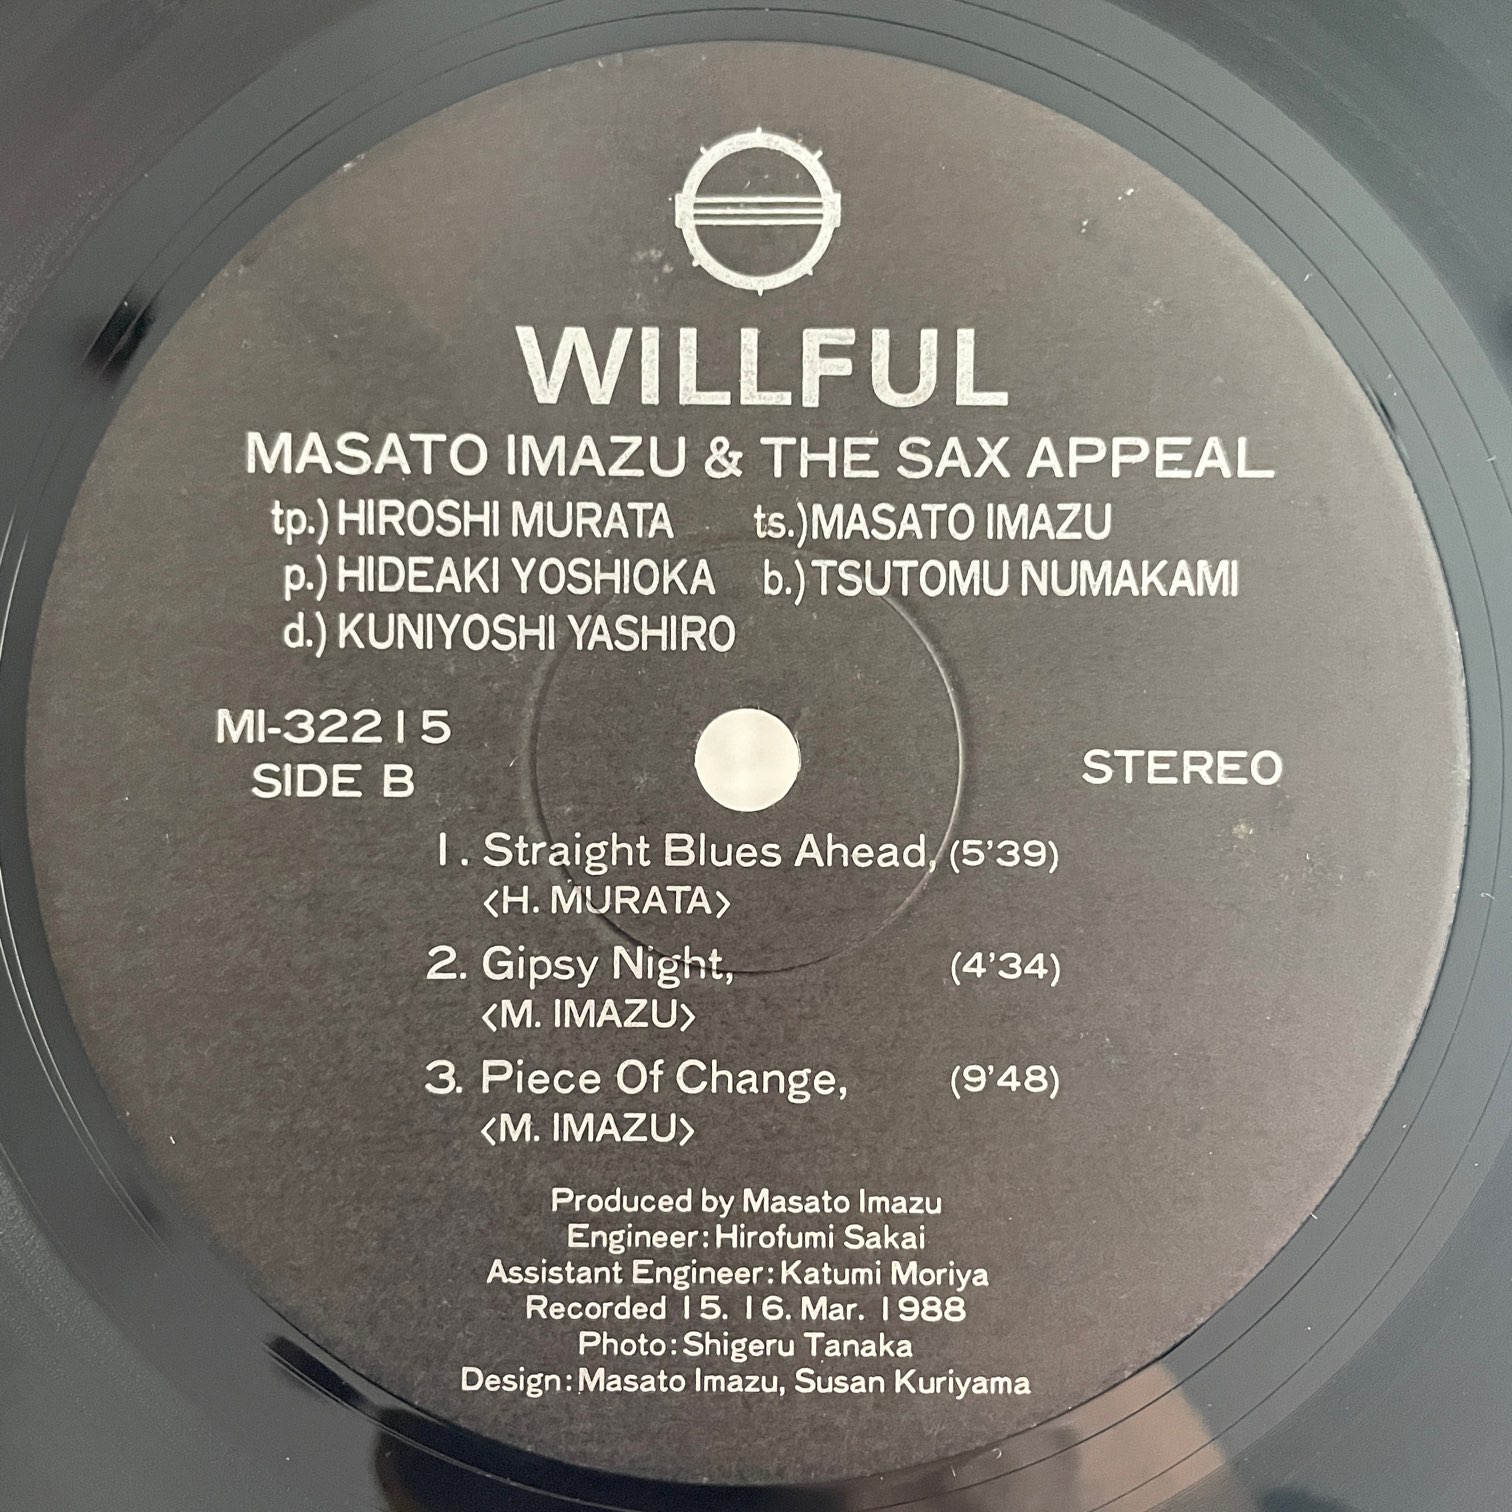 WILLFUL
MASATO IMAZU & THE SAX APPEAL
tp.) HIROSHI MURATA ts.) MASATO IMAZU
p.) HIDEAKI YOSHIOKA b.) TSUTOMU NUMAKAMI
d.) KUNIYOSHI YASHIRO
MI-32215
SIDE B
STEREO
1. Straight Blues Ahead, (5'39)
<H. MURATA>
2. Gipsy Night, (4'34)
<M. IMAZU>
3. Piece Of Change, (9'48)
<M. IMAZU>
Produced by Masato Imazu
Engineer: Hirofumi Sakai
Assistant Engineer: Katumi Moriya
Recorded 15. 16. Mar. 1988
Photo: Shigeru Tanaka
Design: Masato Imazu, Susan Kuriyama